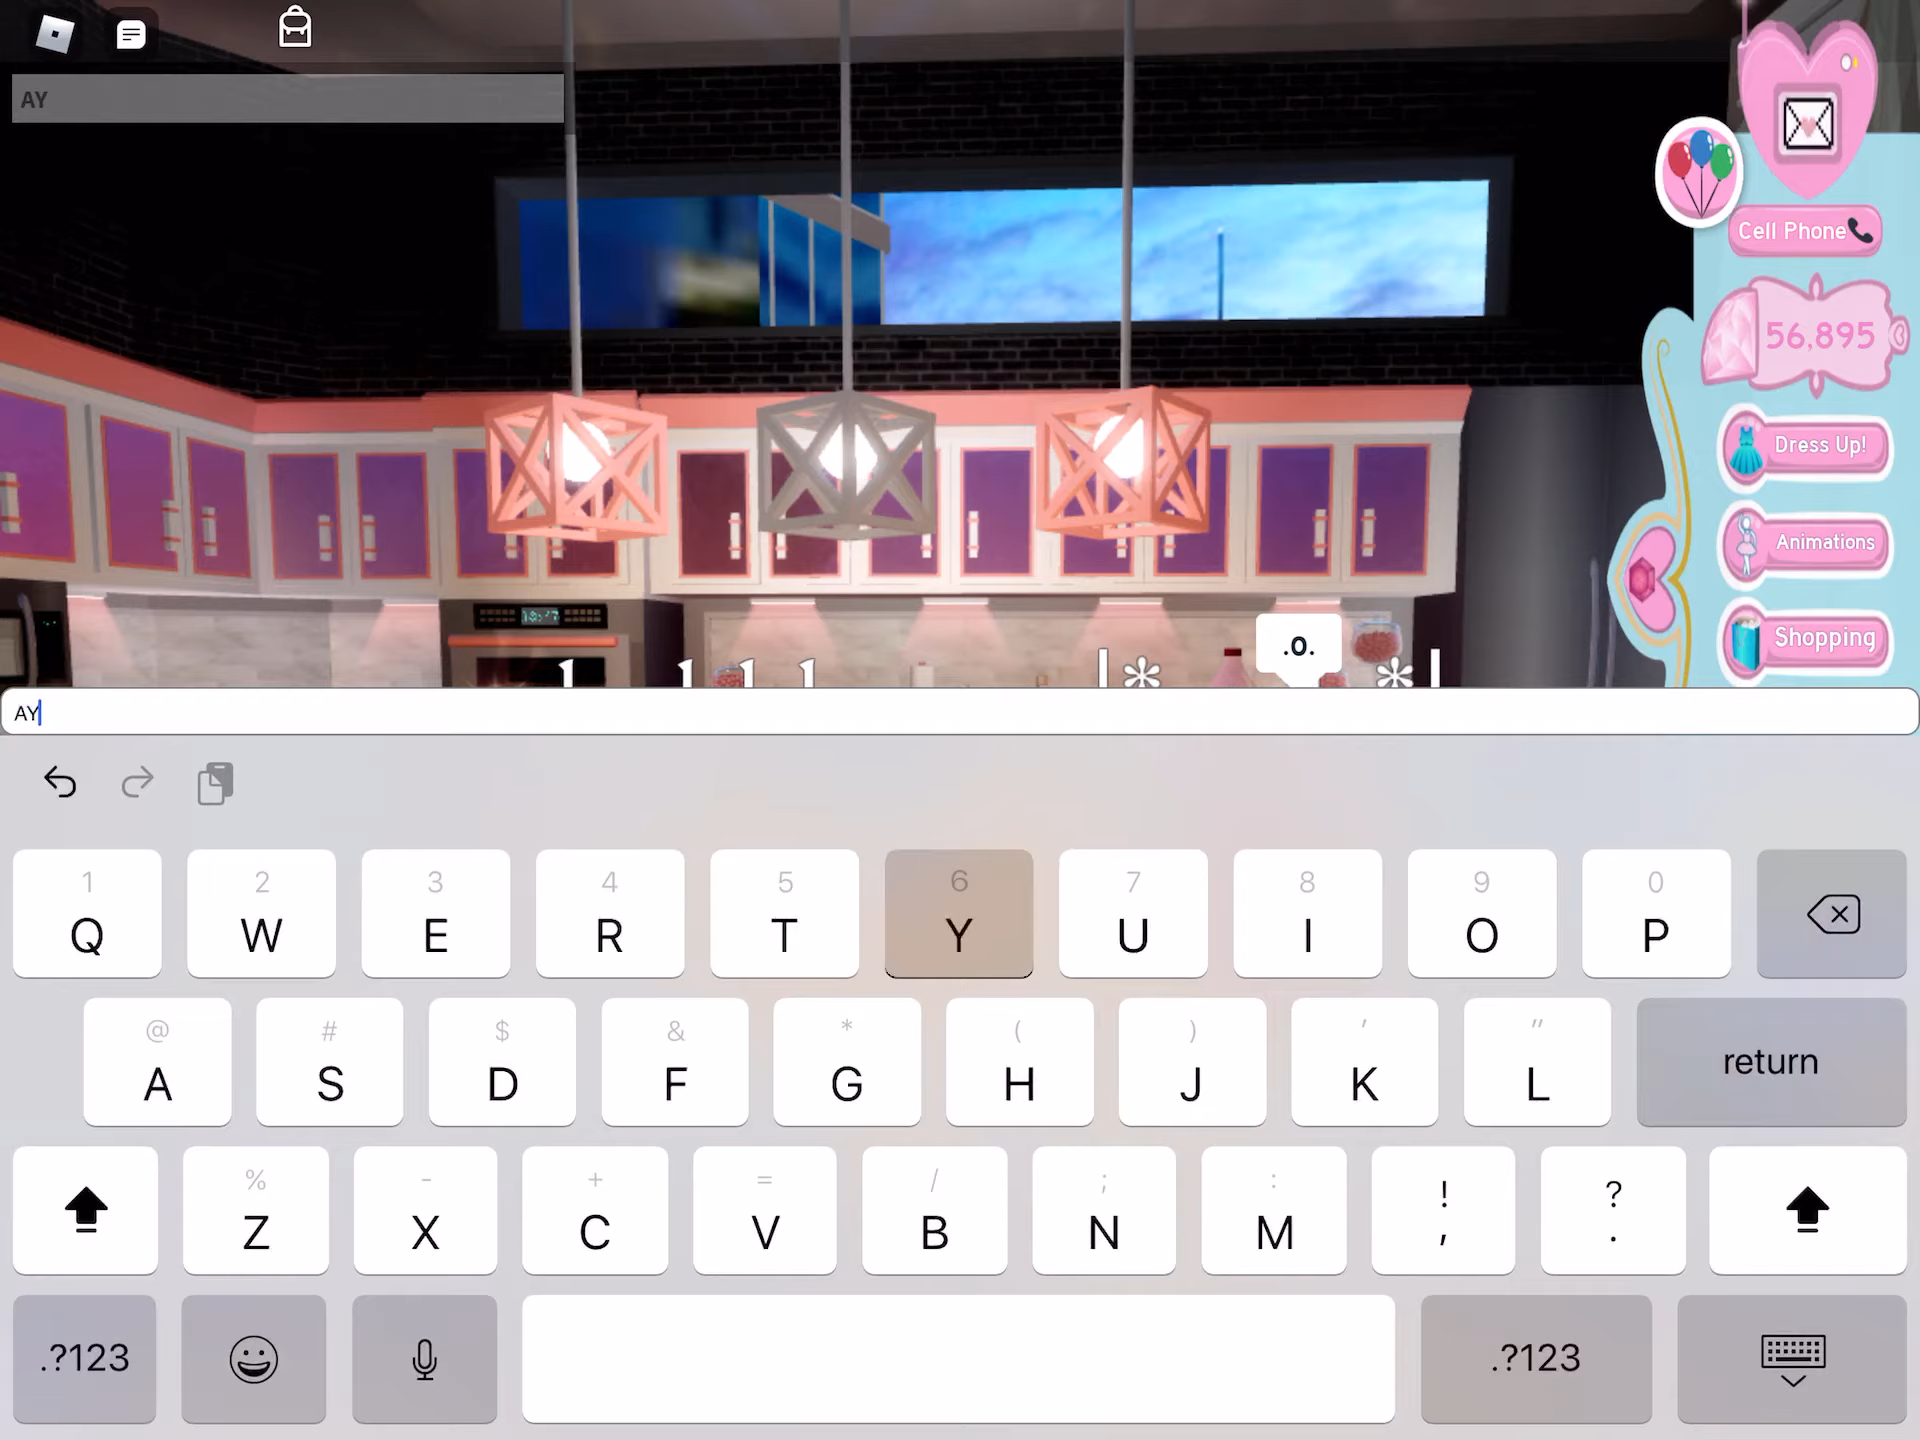 AY
Cell Phone
56,895
Dress Up!
Animations
Shopping
.o.
|* *|
AY
1 2 3 4 5 6 7 8 9 0
Q W E R T Y U I O P
@ # $ & * ( ) ' "
A S D F G H J K L return
% - + = / ; : ! ?
Z X C V B N M , .
.?123 .?123